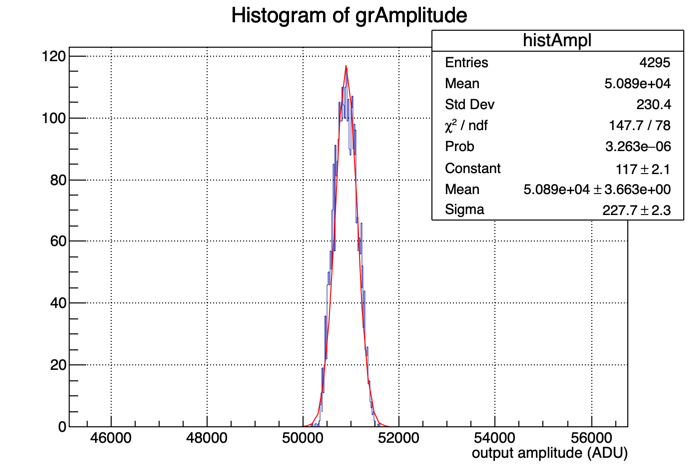 Histogram of grAmplitude
histAmpl
Entries 4295
Mean 5.089e+04
Std Dev 230.4
χ² / ndf 147.7 / 78
Prob 3.263e−06
Constant 117 ± 2.1
Mean 5.089e+04 ± 3.663e+00
Sigma 227.7 ± 2.3
120
100
80
60
40
20
0
46000 48000 50000 52000 54000 56000
output amplitude (ADU)